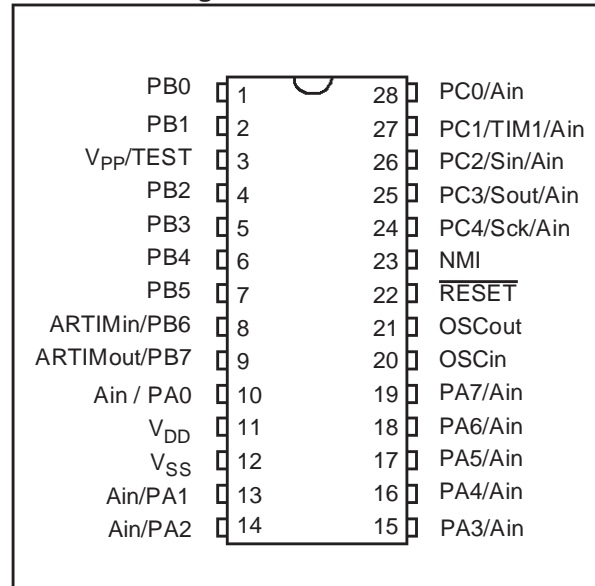 PB0 1 28 PC0/Ain
PB1 2 27 PC1/TIM1/Ain
VPP/TEST 3 26 PC2/Sin/Ain
PB2 4 25 PC3/Sout/Ain
PB3 5 24 PC4/Sck/Ain
PB4 6 23 NMI
PB5 7 22 RESET
ARTIMin/PB6 8 21 OSCout
ARTIMout/PB7 9 20 OSCin
Ain / PA0 10 19 PA7/Ain
VDD 11 18 PA6/Ain
VSS 12 17 PA5/Ain
Ain/PA1 13 16 PA4/Ain
Ain/PA2 14 15 PA3/Ain